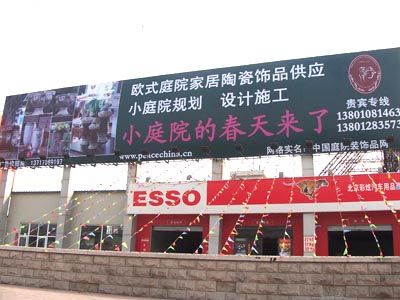 欧式庭院家居陶瓷饰品供应
小庭院规划 设计施工
小庭院的春天来了
贵宾专线
13801081463
13801283573
13717069197
www.peacechina.cn
网络实名:中国庭院装饰品网
ESSO